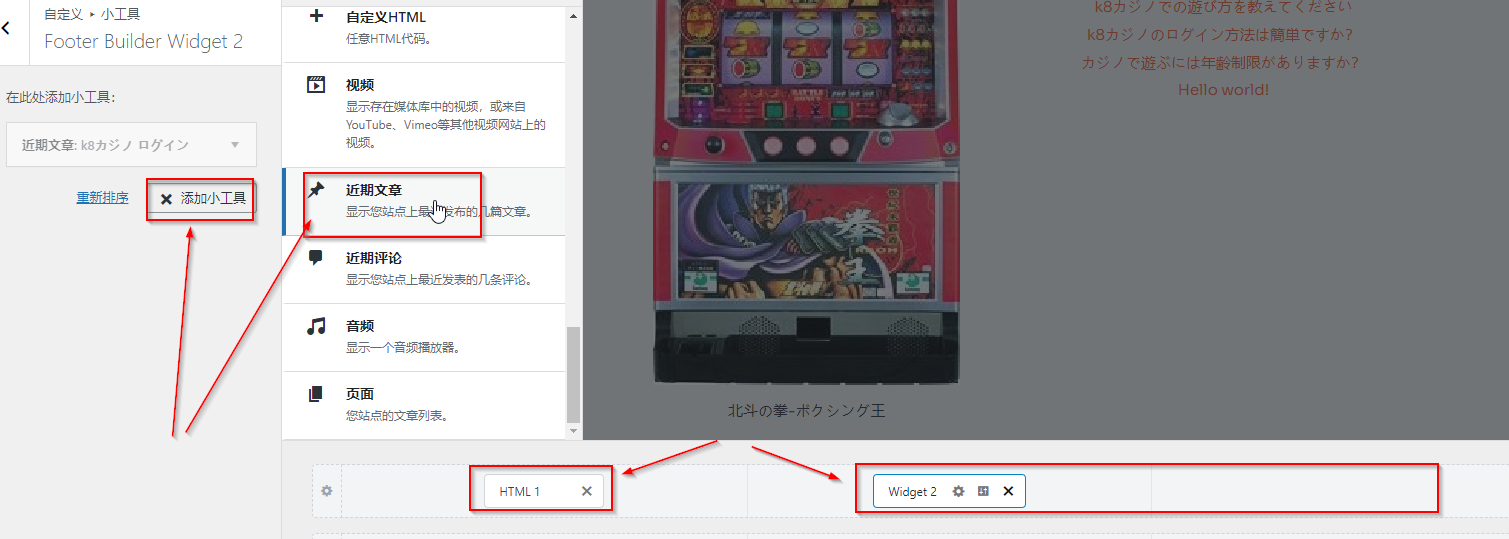 自定义 ▸ 小工具
Footer Builder Widget 2
在此处添加小工具:
近期文章: k8カジノ ログイン
重新排序
添加小工具
自定义HTML
任意HTML代码。
视频
显示存在媒体库中的视频，或来自
YouTube、Vimeo等其他视频网站上的
视频。
近期文章
显示您站点上最近发布的几篇文章。
近期评论
显示您站点上最近发表的几条评论。
音频
显示一个音频播放器。
页面
您站点的文章列表。
k8カジノでの遊び方を教えてください
k8カジノのログイン方法は簡単ですか?
カジノで遊ぶには年齢制限がありますか?
Hello world!
BATTLE
拳王
RAOH
北斗の拳-ボクシング王
HTML 1
Widget 2